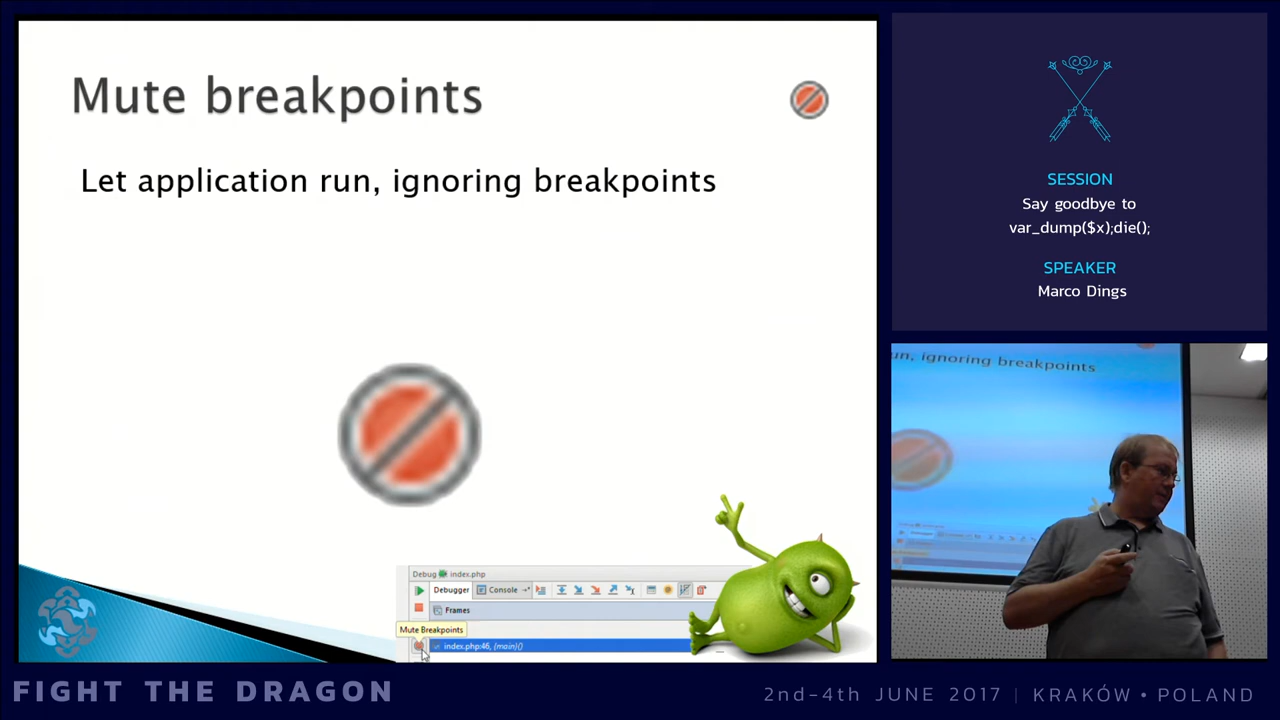 Mute breakpoints
Let application run, ignoring breakpoints
Debug index.php
Debugger Console
Frames
Mute Breakpoints
index.php:46, {main}()
SESSION
Say goodbye to
var_dump($x);die();
SPEAKER
Marco Dings
un, ignoring breakpoints
FIGHT THE DRAGON
2nd-4th JUNE 2017 | KRAKÓW • POLAND